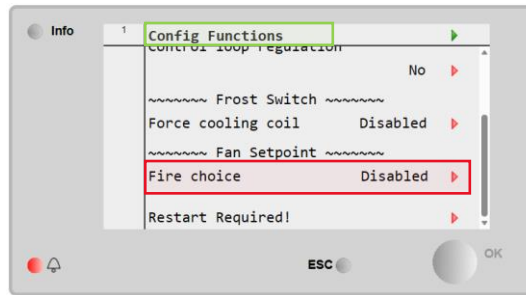 Info
1
Config Functions
Control loop regulation
No
~~~~~~~ Frost Switch ~~~~~~~
Force cooling coil Disabled
~~~~~~~ Fan Setpoint ~~~~~~~
Fire choice Disabled
Restart Required!
ESC
OK